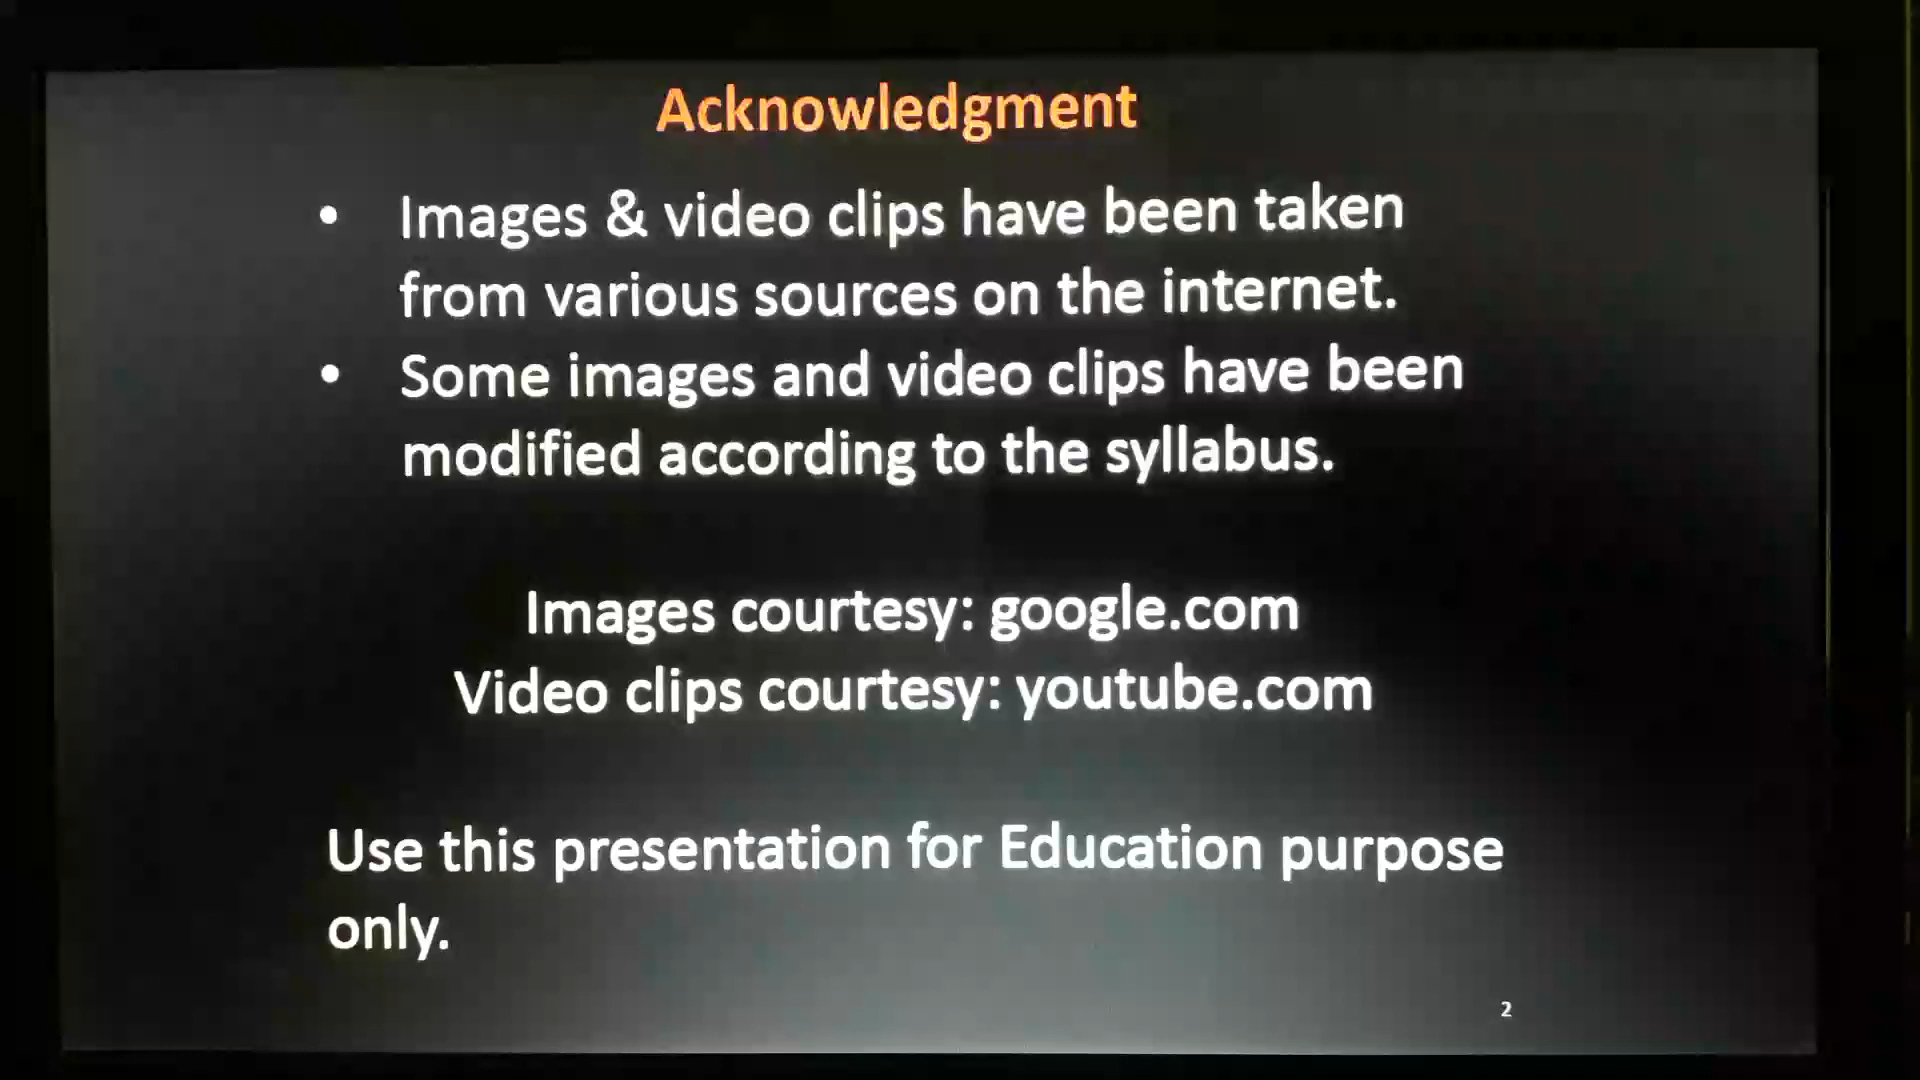 Acknowledgment
• Images & video clips have been taken
from various sources on the internet.
• Some images and video clips have been
modified according to the syllabus.
Images courtesy: google.com
Video clips courtesy: youtube.com
Use this presentation for Education purpose
only.
2